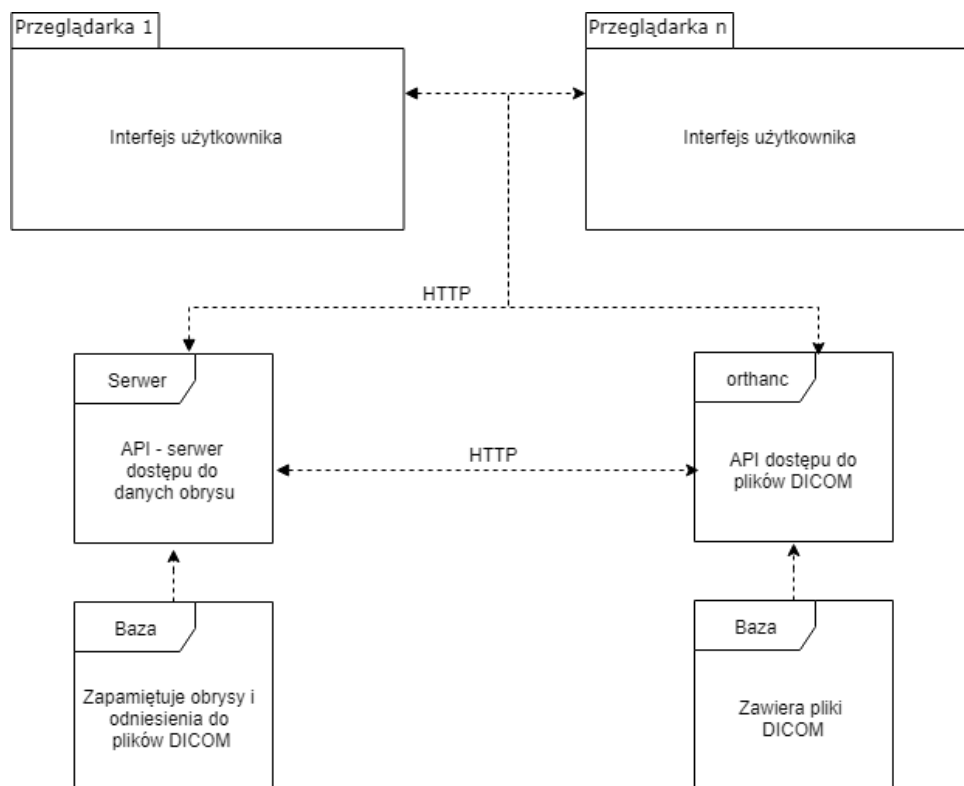 Przeglądarka 1
Przeglądarka n
Interfejs użytkownika
Interfejs użytkownika
HTTP
Serwer
API - serwer
dostępu do
danych obrysu
HTTP
orthanc
API dostępu do
plików DICOM
Baza
Zapamiętuje obrysy i
odniesienia do
plików DICOM
Baza
Zawiera pliki
DICOM